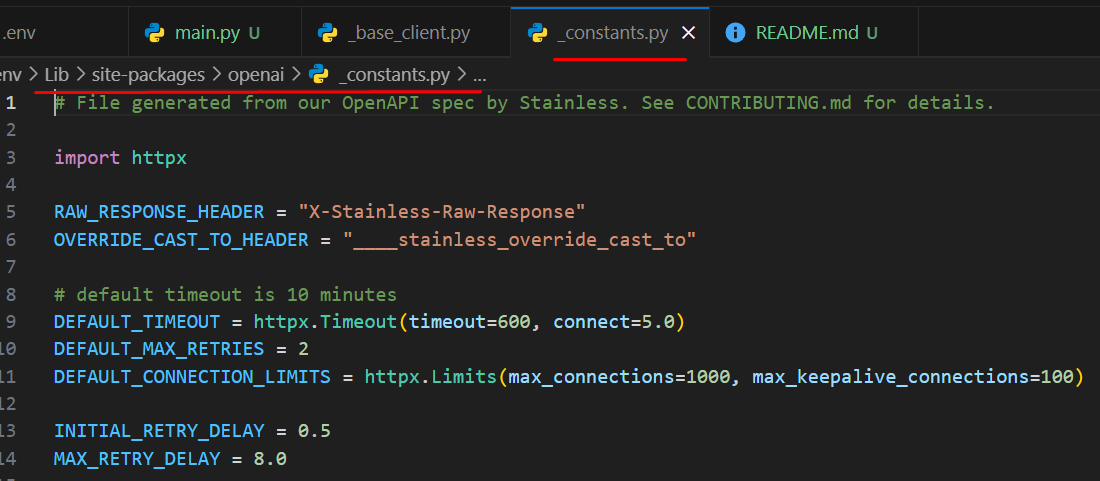 .env main.py U _base_client.py _constants.py × README.md U
env > Lib > site-packages > openai > _constants.py > ...
1 # File generated from our OpenAPI spec by Stainless. See CONTRIBUTING.md for details.
2
3 import httpx
4
5 RAW_RESPONSE_HEADER = "X-Stainless-Raw-Response"
6 OVERRIDE_CAST_TO_HEADER = "____stainless_override_cast_to"
7
8 # default timeout is 10 minutes
9 DEFAULT_TIMEOUT = httpx.Timeout(timeout=600, connect=5.0)
10 DEFAULT_MAX_RETRIES = 2
11 DEFAULT_CONNECTION_LIMITS = httpx.Limits(max_connections=1000, max_keepalive_connections=100)
12
13 INITIAL_RETRY_DELAY = 0.5
14 MAX_RETRY_DELAY = 8.0